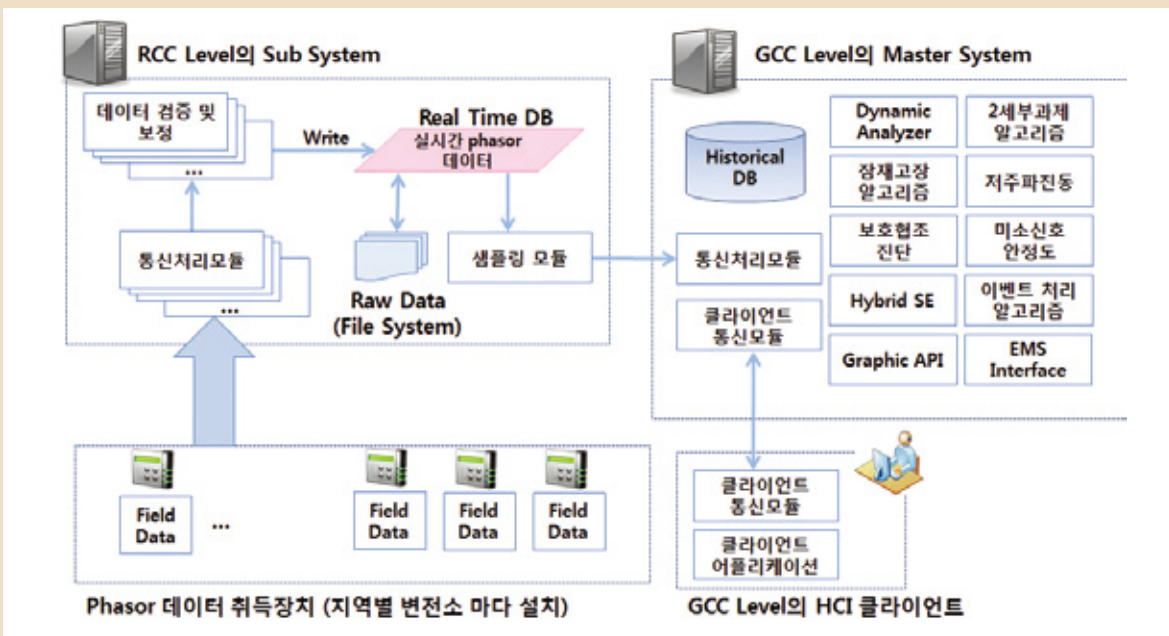 RCC Level의 Sub System
데이터 검증 및
보정
...
Write
Real Time DB
실시간 phasor
데이터
통신처리모듈
...
Raw Data
(File System)
샘플링 모듈
GCC Level의 Master System
Historical
DB
통신처리모듈
클라이언트
통신모듈
Dynamic
Analyzer
2세부과제
알고리즘
잠재고장
알고리즘
저주파진동
보호협조
진단
미소신호
안정도
Hybrid SE
이벤트 처리
알고리즘
Graphic API
EMS
Interface
Field
Data
...
Field
Data
Field
Data
Field
Data
Phasor 데이터 취득장치 (지역별 변전소 마다 설치)
클라이언트
통신모듈
클라이언트
어플리케이션
GCC Level의 HCI 클라이언트